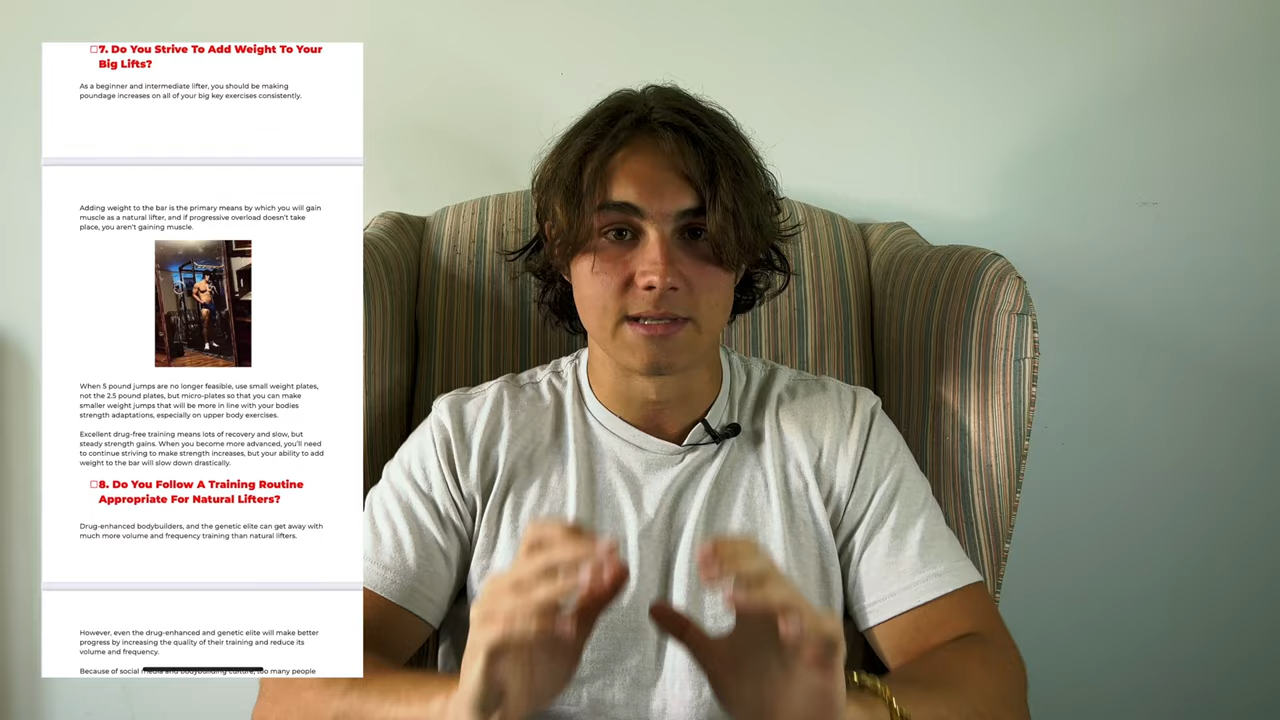 7. Do You Strive To Add Weight To Your
Big Lifts?
As a beginner and intermediate lifter, you should be making
poundage increases on all of your big key exercises consistently.
Adding weight to the bar is the primary means by which you will gain
muscle as a natural lifter, and if progressive overload doesn't take
place, you aren't gaining muscle.
When 5 pound jumps are no longer feasible, use small weight plates,
not the 2.5 pound plates, but micro-plates so that you can make
smaller weight jumps that will be more in line with your bodies
strength adaptations, especially on upper body exercises.
Excellent drug-free training means lots of recovery and slow, but
steady strength gains. When you become more advanced, you'll need
to continue striving to make strength increases, but your ability to add
weight to the bar will slow down drastically.
8. Do You Follow A Training Routine
Appropriate For Natural Lifters?
Drug-enhanced bodybuilders, and the genetic elite can get away with
much more volume and frequency training than natural lifters.
However, even the drug-enhanced and genetic elite will make better
progress by increasing the quality of their training and reduce its
volume and frequency.
Because of social media and bodybuilding culture, too many people